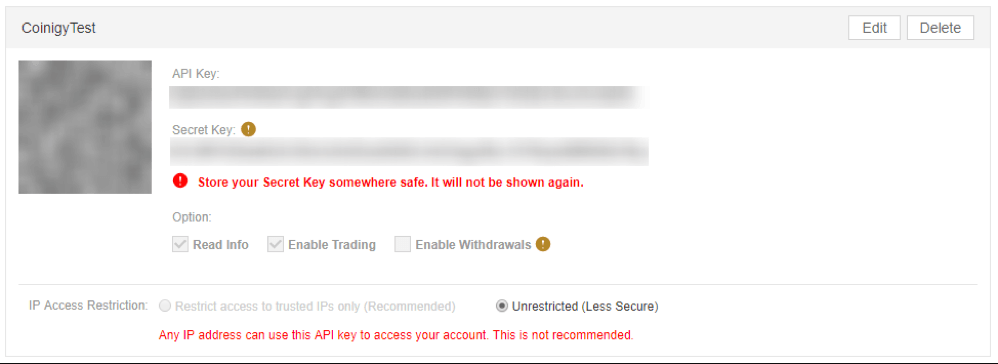 CoinigyTest Edit Delete
API Key:
Secret Key:
Store your Secret Key somewhere safe. It will not be shown again.
Option:
Read Info Enable Trading Enable Withdrawals
IP Access Restriction: Restrict access to trusted IPs only (Recommended) Unrestricted (Less Secure)
Any IP address can use this API key to access your account. This is not recommended.